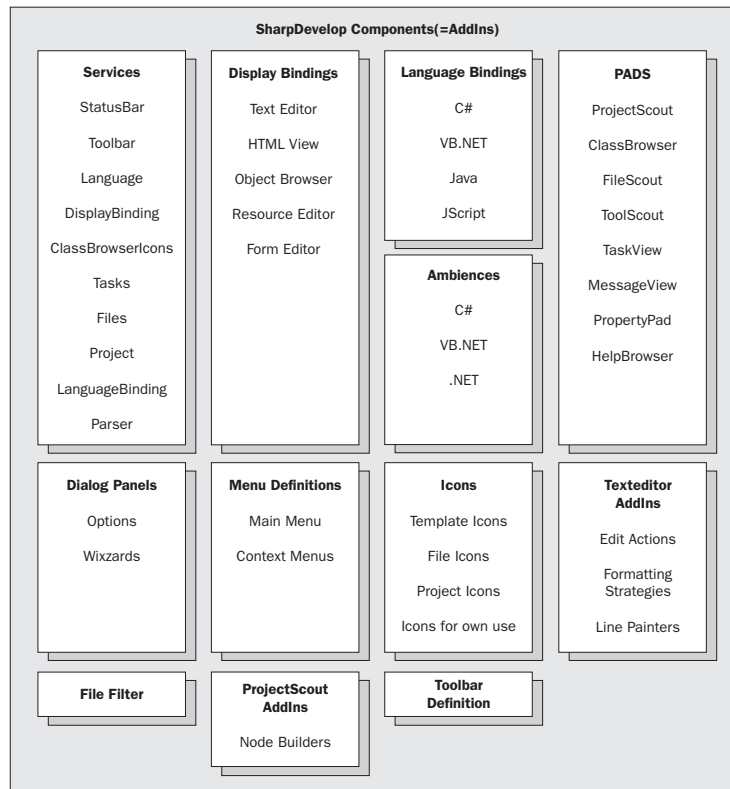 SharpDevelop Components(=AddIns)
Services
StatusBar
Toolbar
Language
DisplayBinding
ClassBrowserIcons
Tasks
Files
Project
LanguageBinding
Parser
Display Bindings
Text Editor
HTML View
Object Browser
Resource Editor
Form Editor
Language Bindings
C#
VB.NET
Java
JScript
Ambiences
C#
VB.NET
.NET
PADS
ProjectScout
ClassBrowser
FileScout
ToolScout
TaskView
MessageView
PropertyPad
HelpBrowser
Dialog Panels
Options
Wixzards
Menu Definitions
Main Menu
Context Menus
Icons
Template Icons
File Icons
Project Icons
Icons for own use
Texteditor
AddIns
Edit Actions
Formatting
Strategies
Line Painters
File Filter
ProjectScout
AddIns
Node Builders
Toolbar
Definition